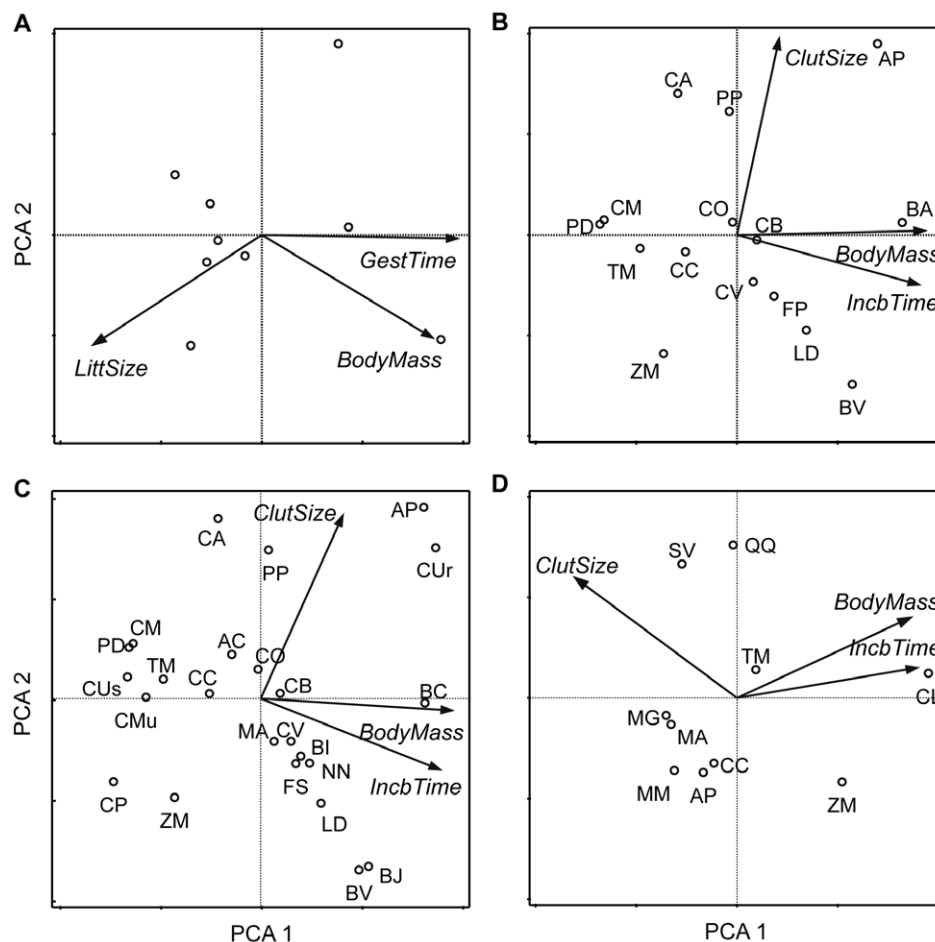 A
PCA 2
GestTime
LittSize
BodyMass
B
ClutSize
AP
CA
PP
CM
CO
CB
BA
PD
BodyMass
TM
CC
CV
IncbTime
FP
LD
ZM
BV
C
ClutSize
AP
CA
PP
CUr
CM
AC
PD
CO
TM
CC
CB
BC
CUs
CMu
MA
CV
BodyMass
BI
NN
FS
IncbTime
CP
ZM
LD
BJ
BV
PCA 2
PCA 1
D
SV
QQ
ClutSize
BodyMass
TM
IncbTime
CL
MG
MA
CC
MM
AP
ZM
PCA 1